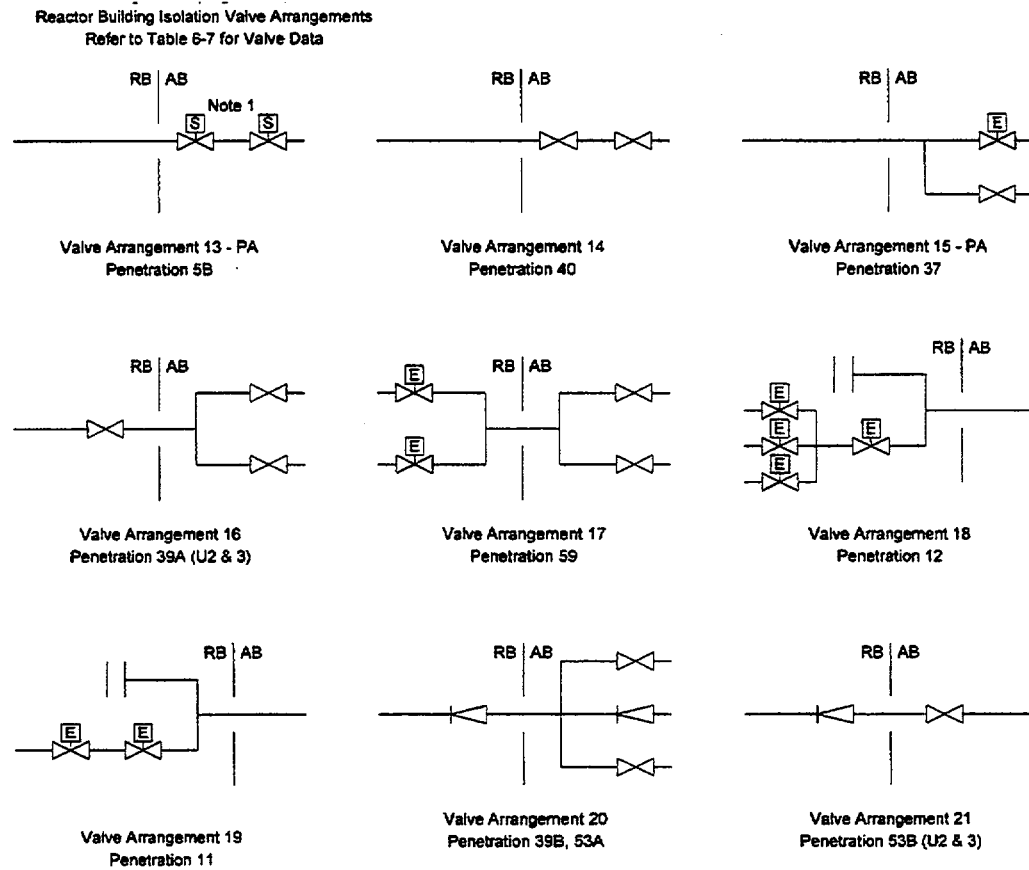 Reactor Building Isolation Valve Arrangements
Refer to Table 6-7 for Valve Data
RB AB
Note 1
S S
Valve Arrangement 13 - PA
Penetration 5B
RB AB
Valve Arrangement 14
Penetration 40
RB AB
E
Valve Arrangement 15 - PA
Penetration 37
RB AB
Valve Arrangement 16
Penetration 39A (U2 & 3)
RB AB
E
E
Valve Arrangement 17
Penetration 59
RB AB
E
E
E
E
Valve Arrangement 18
Penetration 12
RB AB
E E
Valve Arrangement 19
Penetration 11
RB AB
Valve Arrangement 20
Penetration 39B, 53A
RB AB
Valve Arrangement 21
Penetration 53B (U2 & 3)